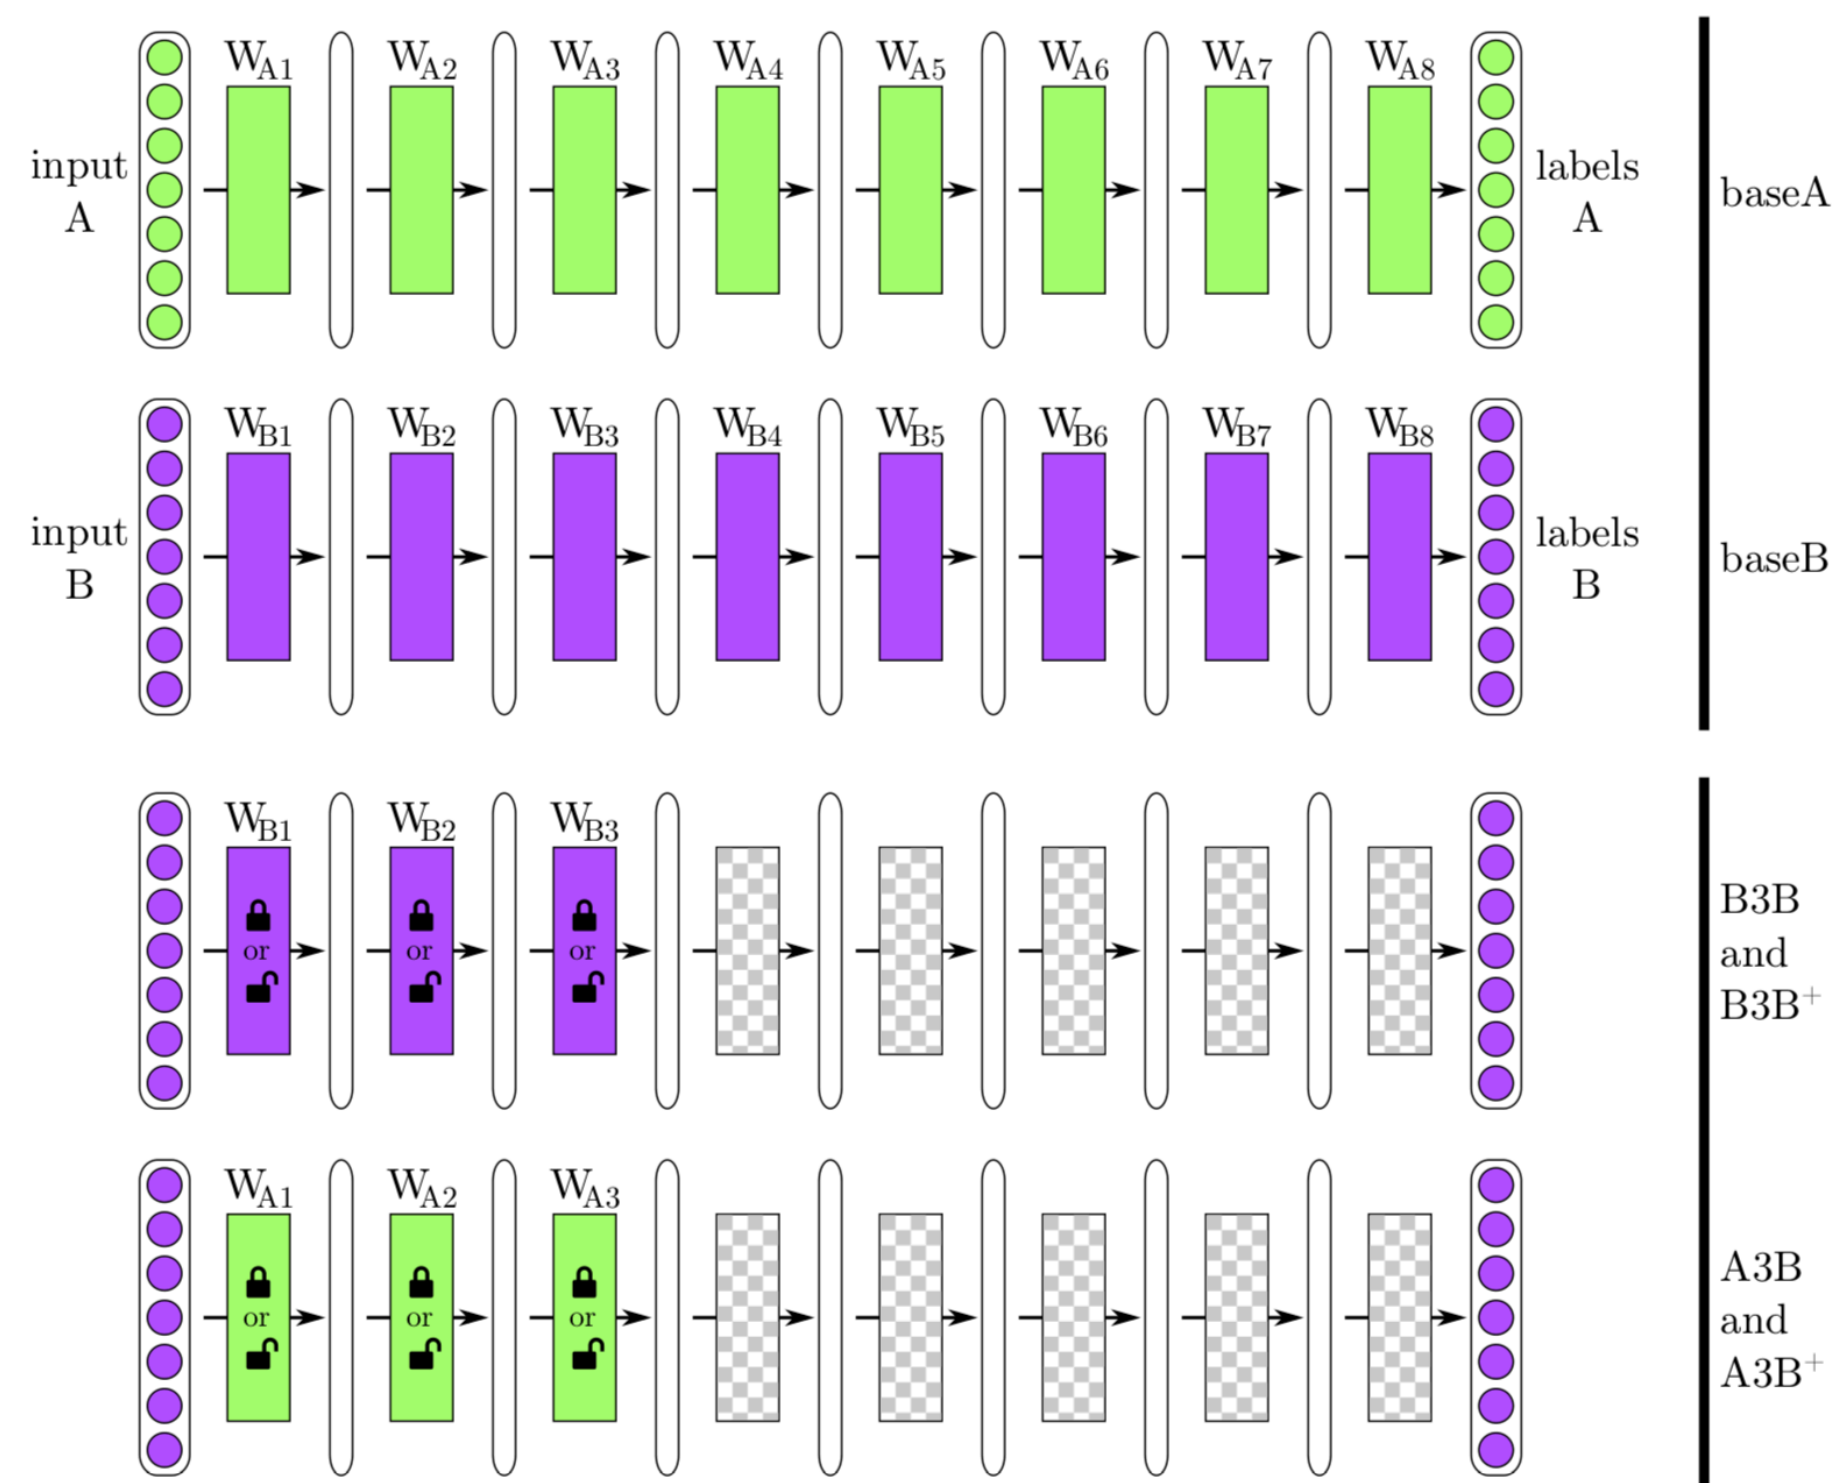 W_A1 W_A2 W_A3 W_A4 W_A5 W_A6 W_A7 W_A8
input
A
labels
A
baseA
W_B1 W_B2 W_B3 W_B4 W_B5 W_B6 W_B7 W_B8
input
B
labels
B
baseB
W_B1 W_B2 W_B3
or or or
B3B
and
B3B⁺
W_A1 W_A2 W_A3
or or or
A3B
and
A3B⁺